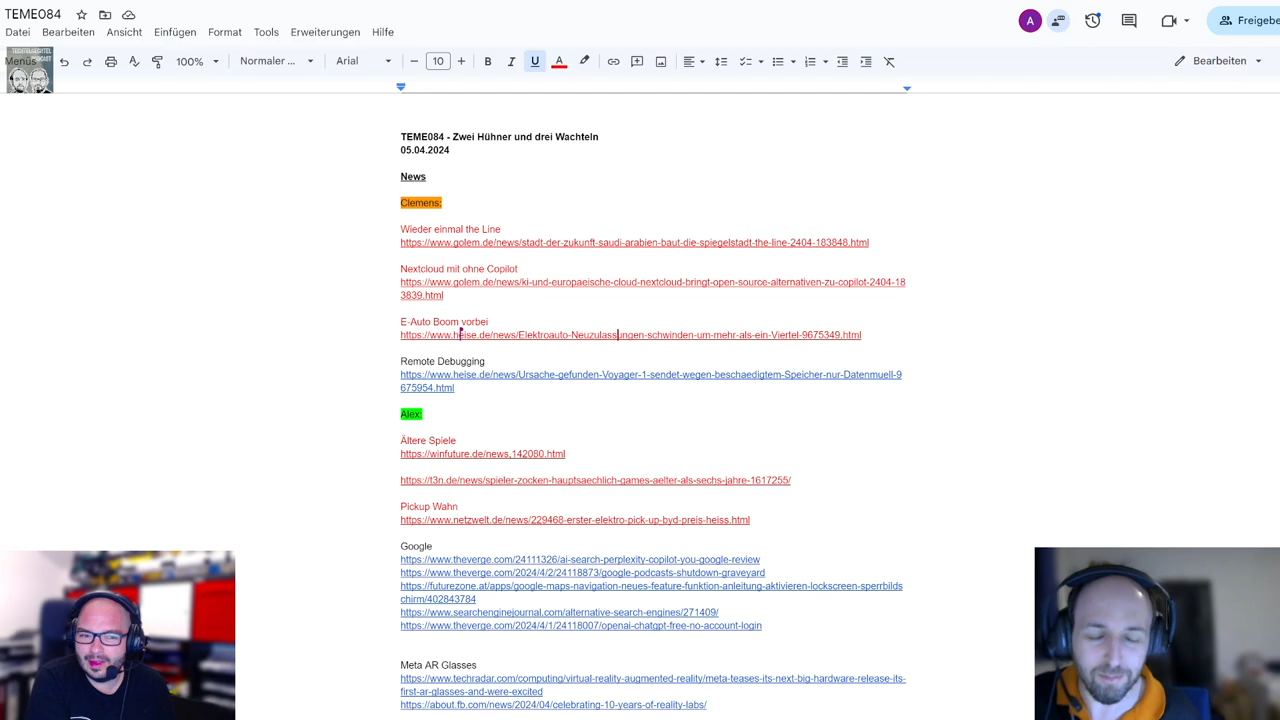 TEME084
Datei Bearbeiten Ansicht Einfügen Format Tools Erweiterungen Hilfe
A
Freigebe
Menüs
100% Normaler ... Arial 10 B I U A
Bearbeiten
TEME084 - Zwei Hühner und drei Wachteln
05.04.2024
News
Clemens:
Wieder einmal the Line
https://www.golem.de/news/stadt-der-zukunft-saudi-arabien-baut-die-spiegelstadt-the-line-2404-183848.html
Nextcloud mit ohne Copilot
https://www.golem.de/news/ki-und-europaeische-cloud-nextcloud-bringt-open-source-alternativen-zu-copilot-2404-18
3839.html
E-Auto Boom vorbei
https://www.heise.de/news/Elektroauto-Neuzulassungen-schwinden-um-mehr-als-ein-Viertel-9675349.html
Remote Debugging
https://www.heise.de/news/Ursache-gefunden-Voyager-1-sendet-wegen-beschaedigtem-Speicher-nur-Datenmuell-9
675954.html
Alex:
Ältere Spiele
https://winfuture.de/news,142080.html
https://t3n.de/news/spieler-zocken-hauptsaechlich-games-aelter-als-sechs-jahre-1617255/
Pickup Wahn
https://www.netzwelt.de/news/229468-erster-elektro-pick-up-byd-preis-heiss.html
Google
https://www.theverge.com/24111326/ai-search-perplexity-copilot-you-google-review
https://www.theverge.com/2024/4/2/24118873/google-podcasts-shutdown-graveyard
https://futurezone.at/apps/google-maps-navigation-neues-feature-funktion-anleitung-aktivieren-lockscreen-sperrbilds
chirm/402843784
https://www.searchenginejournal.com/alternative-search-engines/271409/
https://www.theverge.com/2024/4/1/24118007/openai-chatgpt-free-no-account-login
Meta AR Glasses
https://www.techradar.com/computing/virtual-reality-augmented-reality/meta-teases-its-next-big-hardware-release-its-
first-ar-glasses-and-were-excited
https://about.fb.com/news/2024/04/celebrating-10-years-of-reality-labs/